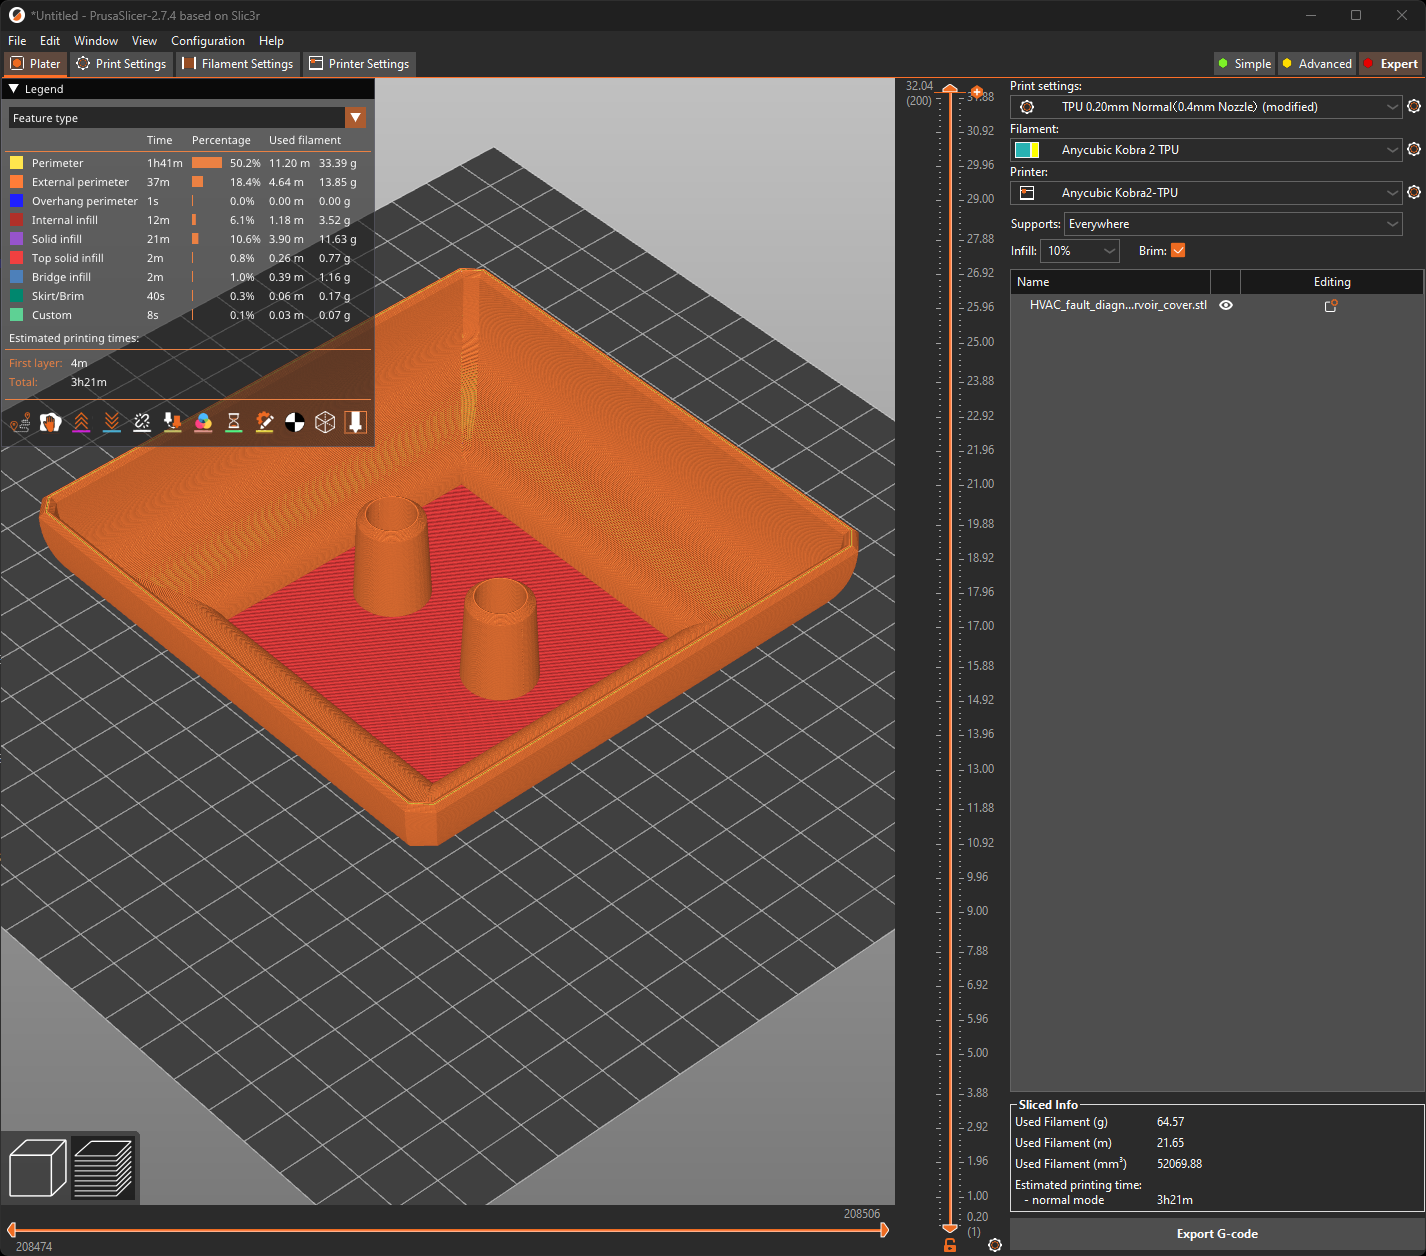 *Untitled - PrusaSlicer-2.7.4 based on Slic3r
File Edit Window View Configuration Help
Plater Print Settings Filament Settings Printer Settings Simple Advanced Expert
Legend
Feature type
Time Percentage Used filament
Perimeter 1h41m 50.2% 11.20 m 33.39 g
External perimeter 37m 18.4% 4.64 m 13.85 g
Overhang perimeter 1s 0.0% 0.00 m 0.00 g
Internal infill 12m 6.1% 1.18 m 3.52 g
Solid infill 21m 10.6% 3.90 m 11.63 g
Top solid infill 2m 0.8% 0.26 m 0.77 g
Bridge infill 2m 1.0% 0.39 m 1.16 g
Skirt/Brim 40s 0.3% 0.06 m 0.17 g
Custom 8s 0.1% 0.03 m 0.07 g
Estimated printing times:
First layer: 4m
Total: 3h21m
32.04
(200)
31.88
30.92
29.96
29.00
27.88
26.92
25.96
25.00
23.88
22.92
21.96
21.00
19.88
18.92
17.96
17.00
15.88
14.92
13.96
13.00
11.88
10.92
9.96
9.00
7.88
6.92
5.96
5.00
3.88
2.92
1.96
1.00
0.20
(1)
208506
208474
Print settings:
TPU 0.20mm Normal(0.4mm Nozzle) (modified)
Filament:
Anycubic Kobra 2 TPU
Printer:
Anycubic Kobra2-TPU
Supports: Everywhere
Infill: 10% Brim:
Name Editing
HVAC_fault_diagn...rvoir_cover.stl
Sliced Info
Used Filament (g) 64.57
Used Filament (m) 21.65
Used Filament (mm³) 52069.88
Estimated printing time:
- normal mode 3h21m
Export G-code